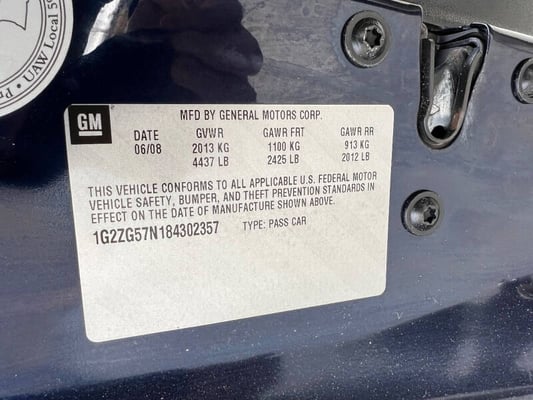 UAW Local 5
GM
MFD BY GENERAL MOTORS CORP.
DATE GVWR GAWR FRT GAWR RR
06/08 2013 KG 1100 KG 913 KG
4437 LB 2425 LB 2012 LB
THIS VEHICLE CONFORMS TO ALL APPLICABLE U.S. FEDERAL MOTOR
VEHICLE SAFETY, BUMPER, AND THEFT PREVENTION STANDARDS IN
EFFECT ON THE DATE OF MANUFACTURE SHOWN ABOVE.
1G2ZG57N184302357 TYPE: PASS CAR